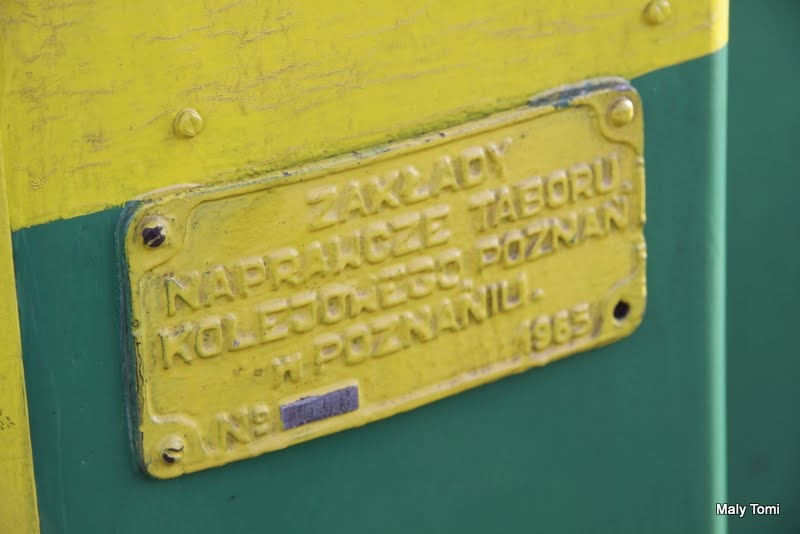 ZAKŁADY
NAPRAWCZE TABORU
KOLEJOWEGO „POZNAŃ"
W POZNANIU.
1965
Nº
Maly Tomi